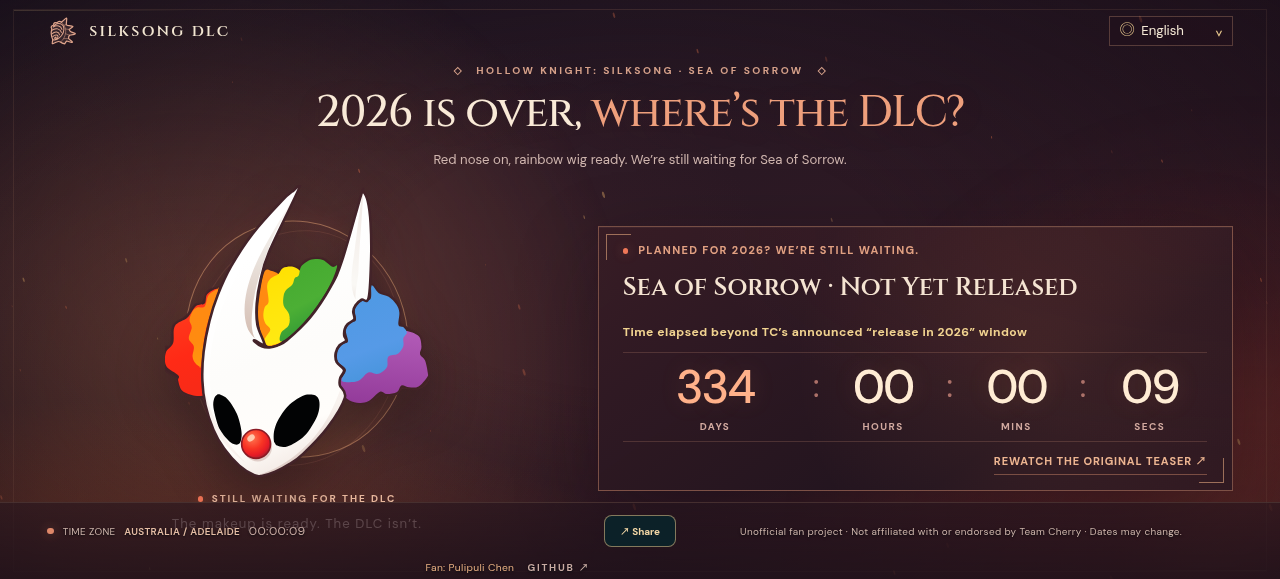 SILKSONG DLC
English
HOLLOW KNIGHT: SILKSONG · SEA OF SORROW
2026 IS OVER, WHERE'S THE DLC?
Red nose on, rainbow wig ready. We're still waiting for Sea of Sorrow.
PLANNED FOR 2026? WE'RE STILL WAITING.
SEA OF SORROW · NOT YET RELEASED
Time elapsed beyond TC's announced “release in 2026” window
334 : 00 : 00 : 09
DAYS HOURS MINS SECS
REWATCH THE ORIGINAL TEASER ↗
STILL WAITING FOR THE DLC
The makeup is ready. The DLC isn't.
TIME ZONE AUSTRALIA / ADELAIDE 00:00:09
↗ Share
Unofficial fan project · Not affiliated with or endorsed by Team Cherry · Dates may change.
Fan: Pulipuli Chen GITHUB ↗